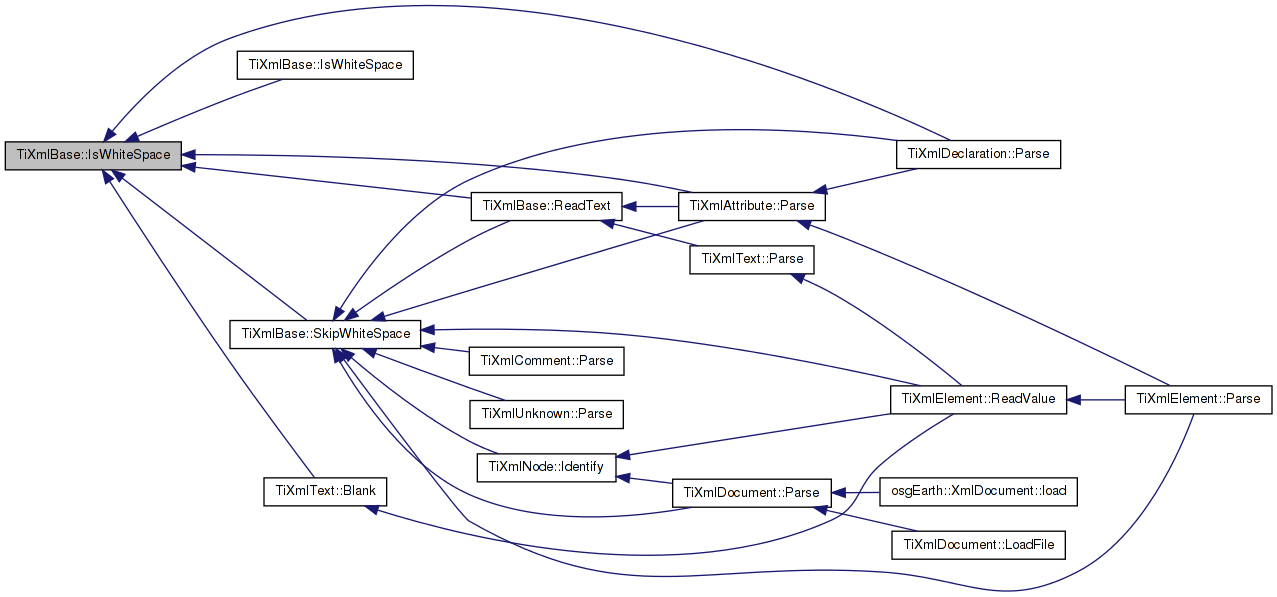 TiXmlBase::IsWhiteSpace
TiXmlBase::IsWhiteSpace
TiXmlDeclaration::Parse
TiXmlBase::ReadText
TiXmlAttribute::Parse
TiXmlText::Parse
TiXmlBase::SkipWhiteSpace
TiXmlComment::Parse
TiXmlUnknown::Parse
TiXmlElement::ReadValue
TiXmlElement::Parse
TiXmlNode::Identify
TiXmlText::Blank
TiXmlDocument::Parse
osgEarth::XmlDocument::load
TiXmlDocument::LoadFile